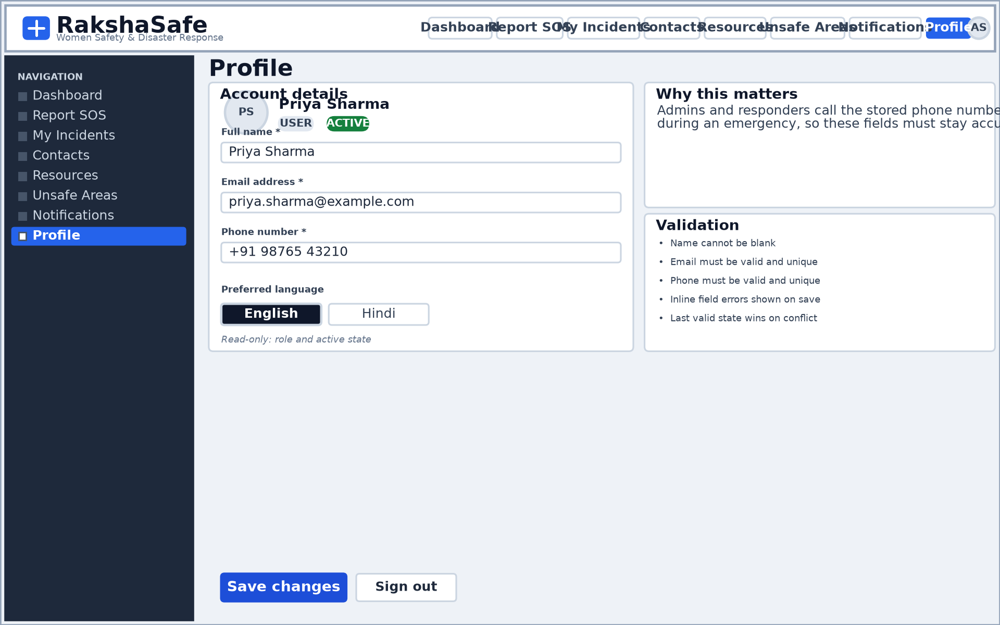 RakshaSafe
Women Safety & Disaster Response
Dashboard
Report SOS
My Incidents
Contacts
Resources
Unsafe Areas
Notifications
Profile
AS
NAVIGATION
Dashboard
Report SOS
My Incidents
Contacts
Resources
Unsafe Areas
Notifications
Profile
Profile
Account details
PS
Priya Sharma
USER
ACTIVE
Full name *
Priya Sharma
Email address *
priya.sharma@example.com
Phone number *
+91 98765 43210
Preferred language
English
Hindi
Read-only: role and active state
Why this matters
Admins and responders call the stored phone numbe
during an emergency, so these fields must stay accu
Validation
• Name cannot be blank
• Email must be valid and unique
• Phone must be valid and unique
• Inline field errors shown on save
• Last valid state wins on conflict
Save changes
Sign out